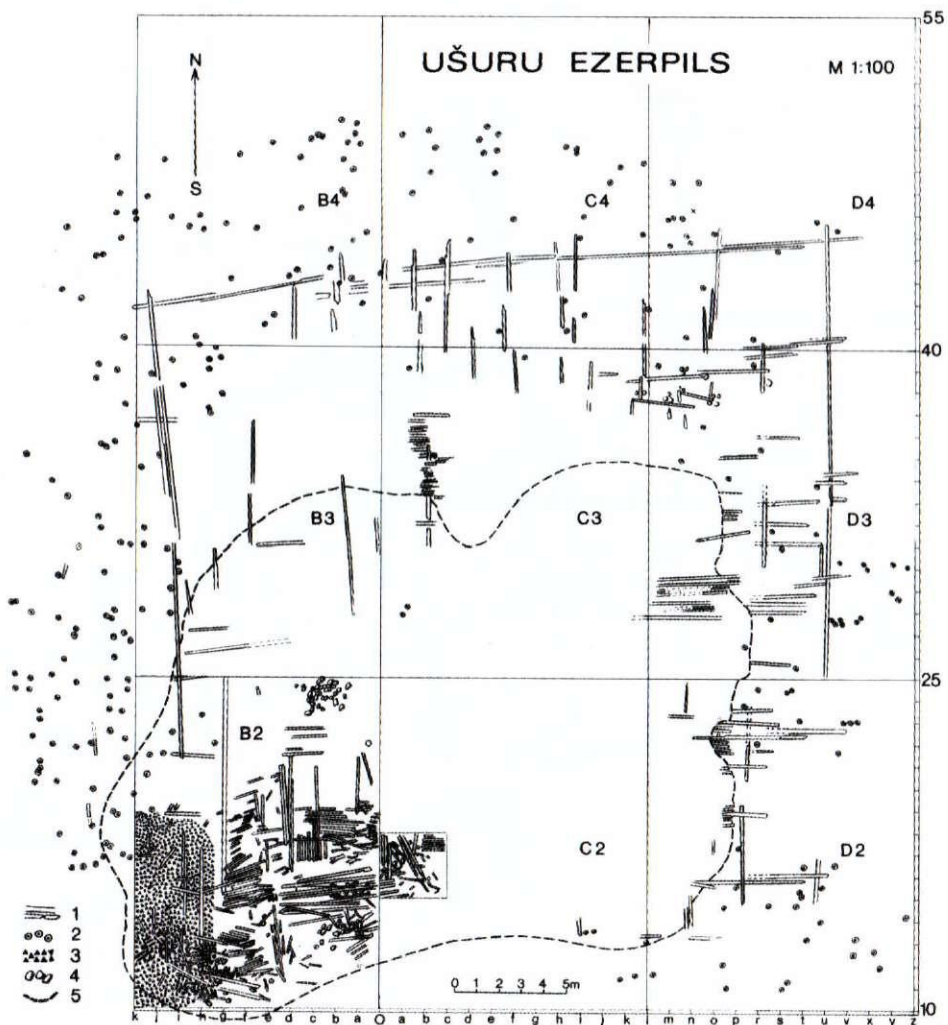 UŠURU EZERPILS
M 1:100
55
N
S
B4
C4
D4
40
B3
C3
D3
25
B2
C2
D2
1
2
3
4
5
0 1 2 3 4 5m
10
k j i h g f e d c b a 0 a b c d e f g h i j k l m n o p r s t u v x y z